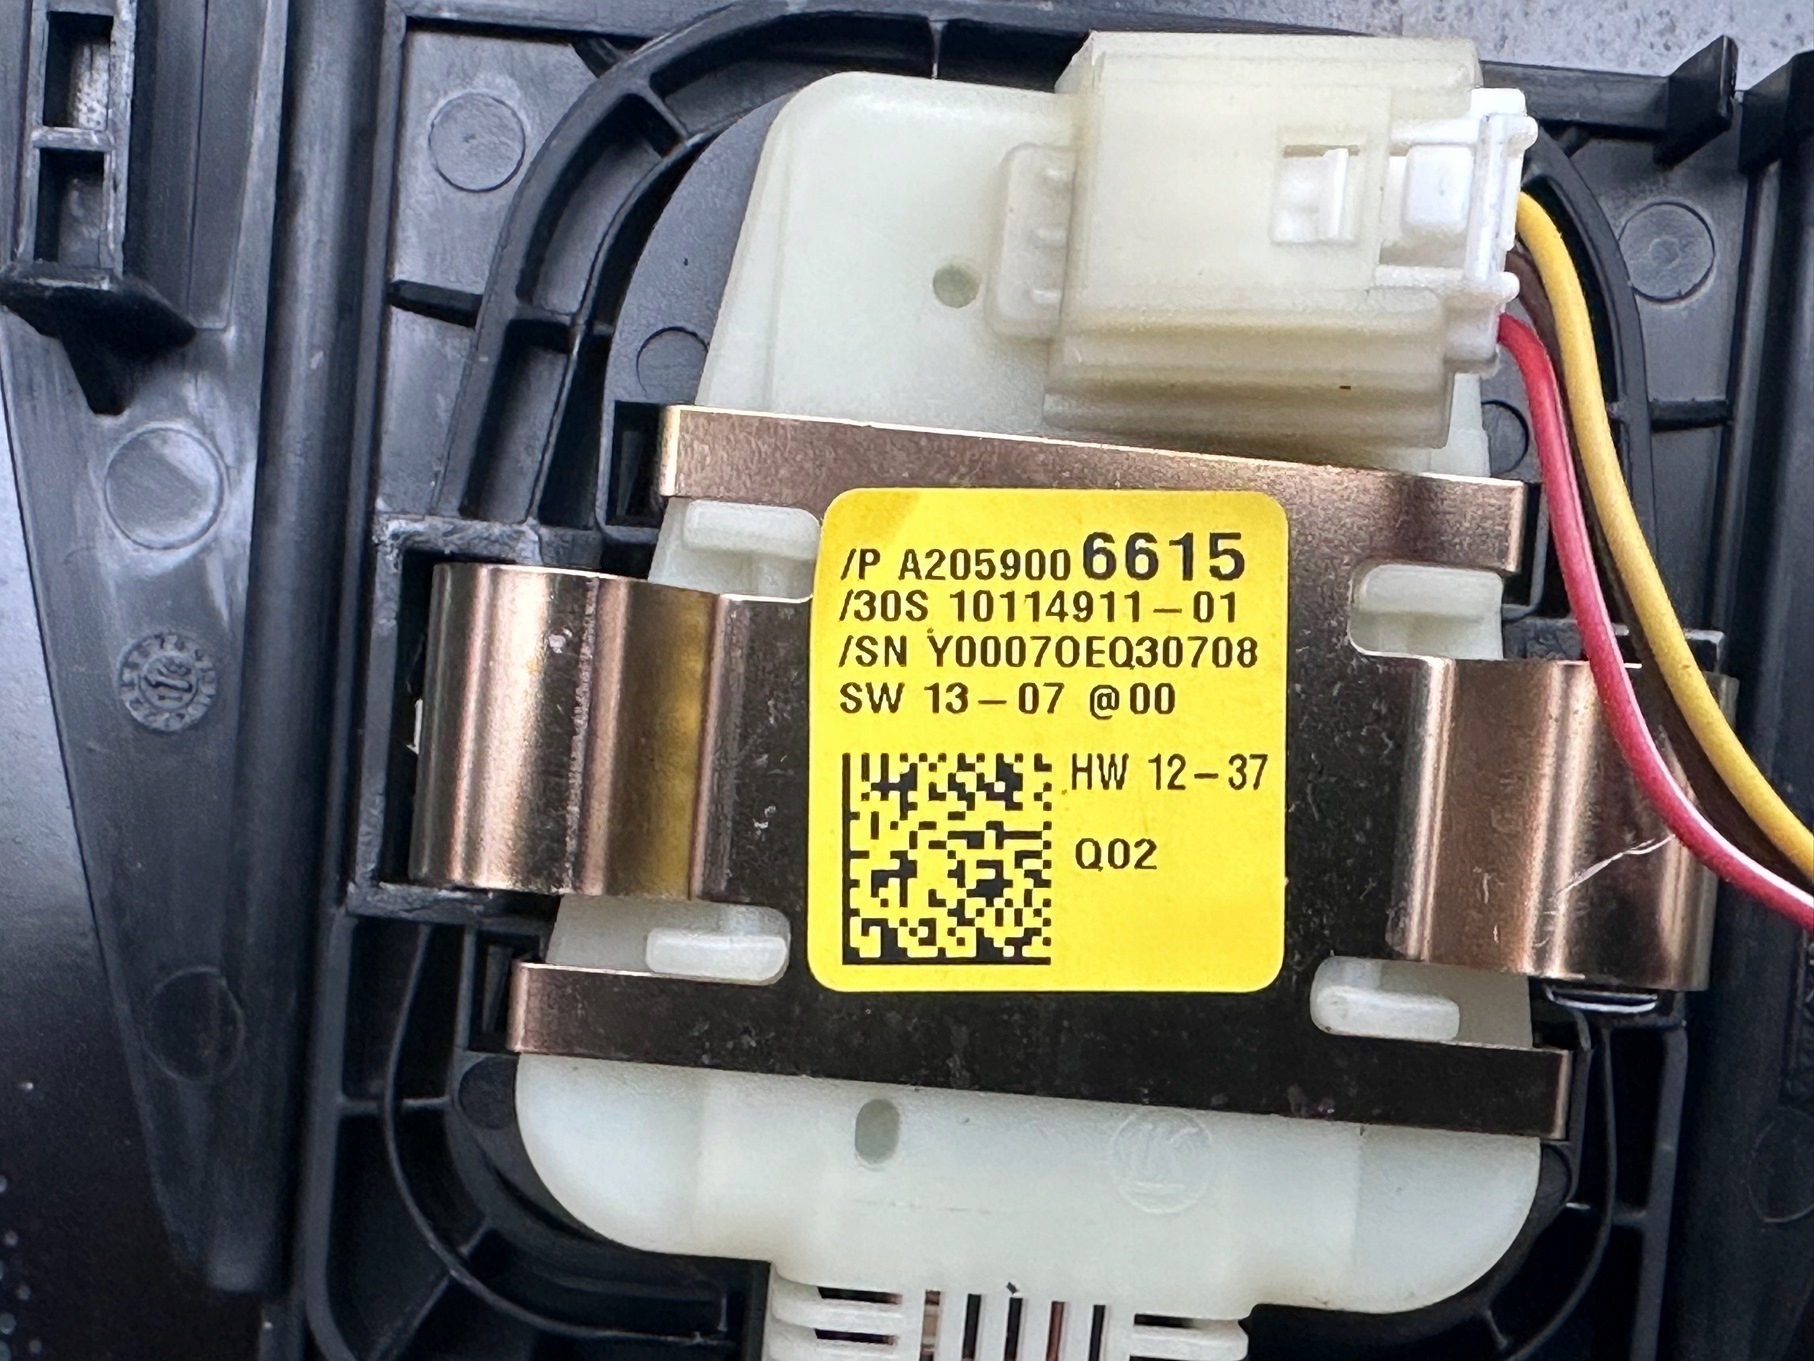 /P A205900 6615
/30S 10114911-01
/SN Y0007OEQ30708
SW 13-07 @00
HW 12-37
Q02